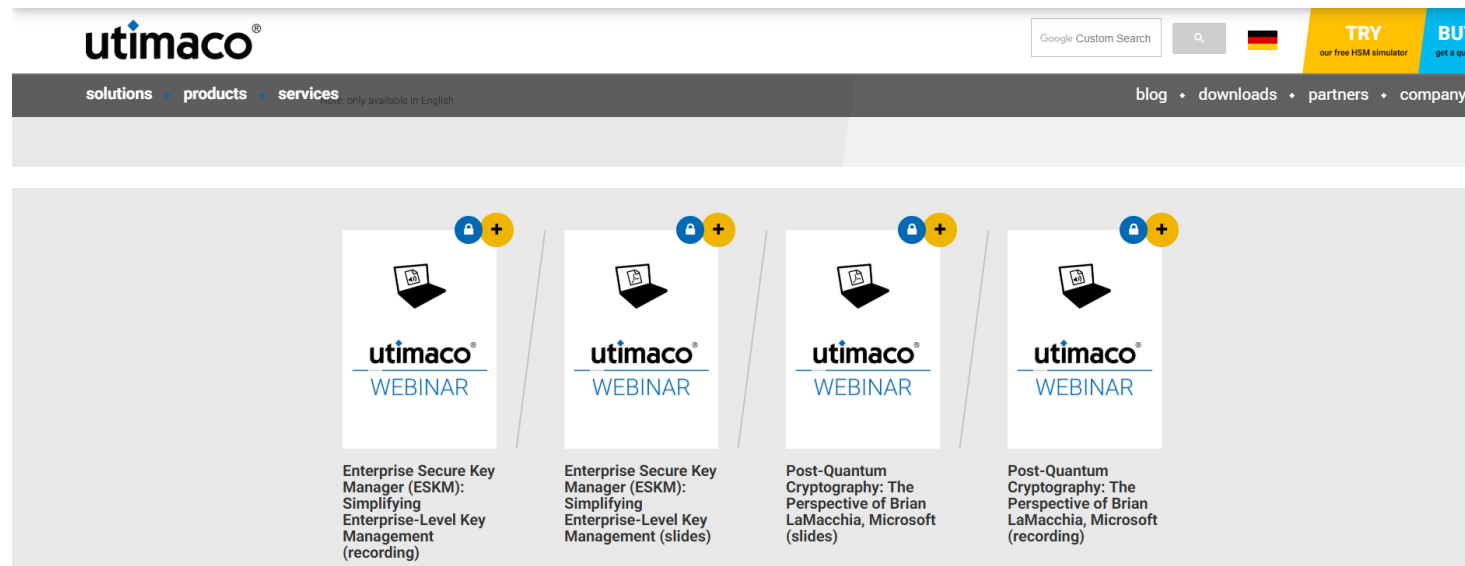 utimaco®
Google Custom Search
TRY
our free HSM simulator
solutions • products • services
Note: only available in English
blog • downloads • partners • company
utimaco®
WEBINAR
Enterprise Secure Key
Manager (ESKM):
Simplifying
Enterprise-Level Key
Management
(recording)
utimaco®
WEBINAR
Enterprise Secure Key
Manager (ESKM):
Simplifying
Enterprise-Level Key
Management (slides)
utimaco®
WEBINAR
Post-Quantum
Cryptography: The
Perspective of Brian
LaMacchia, Microsoft
(slides)
utimaco®
WEBINAR
Post-Quantum
Cryptography: The
Perspective of Brian
LaMacchia, Microsoft
(recording)